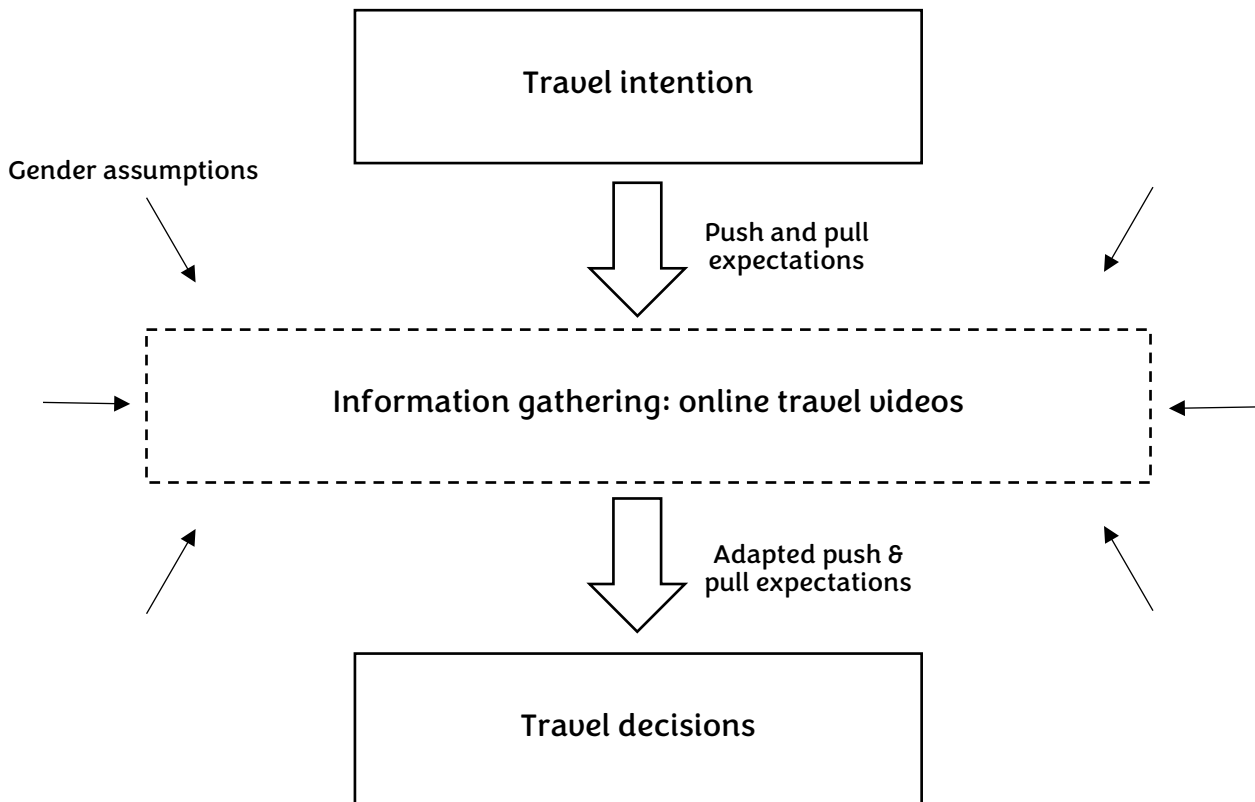 Travel intention
Gender assumptions
Push and pull
expectations
Information gathering: online travel videos
Adapted push &
pull expectations
Travel decisions